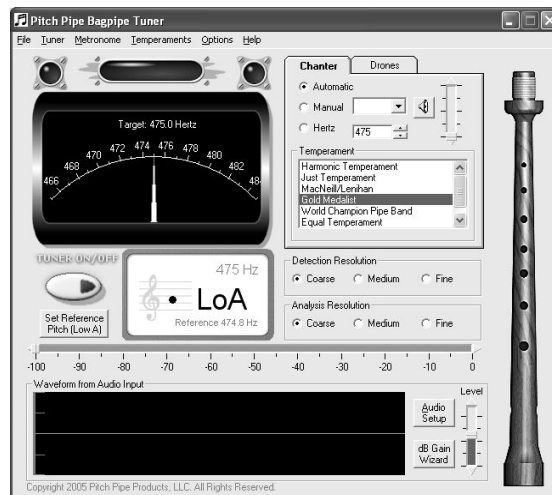 Pitch Pipe Bagpipe Tuner
File Tuner Metronome Temperaments Options Help
Chanter Drones
Target: 475.0 Hertz
466 468 470 472 474 476 478 480 482 48
Automatic
Manual
Hertz 475
Temperament
Harmonic Temperament
Just Temperament
MacNeill/Lenihan
Gold Medalist
World Champion Pipe Band
Equal Temperament
TUNER ON/OFF
Set Reference
Pitch (Low A)
475 Hz
LoA
Reference 474.8 Hz
Detection Resolution
Coarse Medium Fine
Analysis Resolution
Coarse Medium Fine
-100 -90 -80 -70 -60 -50 -40 -30 -20 -10 0
Waveform from Audio Input
Level
Audio
Setup
dB Gain
Wizard
Copyright 2005 Pitch Pipe Products, LLC. All Rights Reserved.